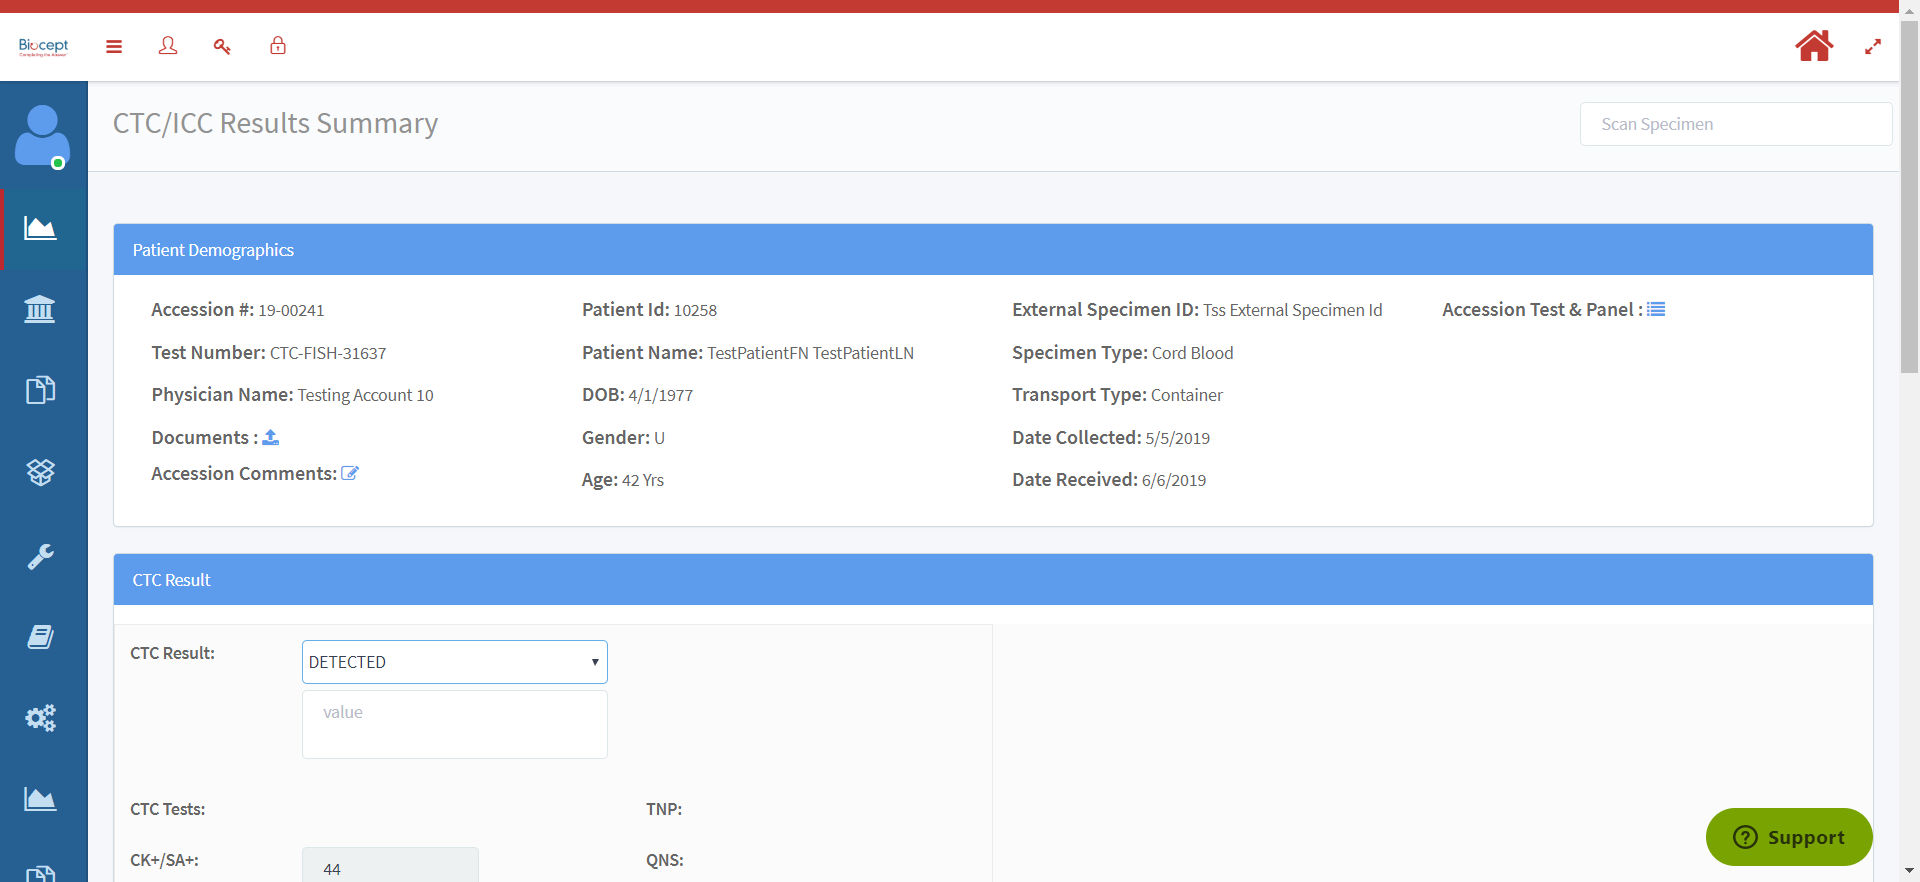 Biocept
CTC/ICC Results Summary
Scan Specimen
Patient Demographics
Accession #: 19-00241
Patient Id: 10258
External Specimen ID: Tss External Specimen Id
Accession Test & Panel :
Test Number: CTC-FISH-31637
Patient Name: TestPatientFN TestPatientLN
Specimen Type: Cord Blood
Physician Name: Testing Account 10
DOB: 4/1/1977
Transport Type: Container
Documents :
Gender: U
Date Collected: 5/5/2019
Accession Comments:
Age: 42 Yrs
Date Received: 6/6/2019
CTC Result
CTC Result:
DETECTED
value
CTC Tests:
TNP:
CK+/SA+:
44
QNS:
Support